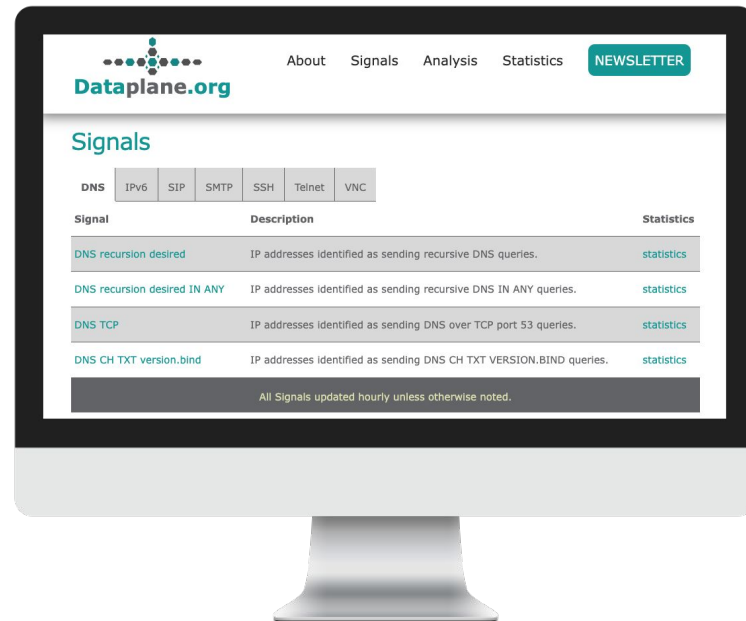 Dataplane.org
About Signals Analysis Statistics NEWSLETTER
Signals
DNS IPv6 SIP SMTP SSH Telnet VNC
Signal Description Statistics
DNS recursion desired IP addresses identified as sending recursive DNS queries. statistics
DNS recursion desired IN ANY IP addresses identified as sending recursive DNS IN ANY queries. statistics
DNS TCP IP addresses identified as sending DNS over TCP port 53 queries. statistics
DNS CH TXT version.bind IP addresses identified as sending DNS CH TXT VERSION.BIND queries. statistics
All Signals updated hourly unless otherwise noted.